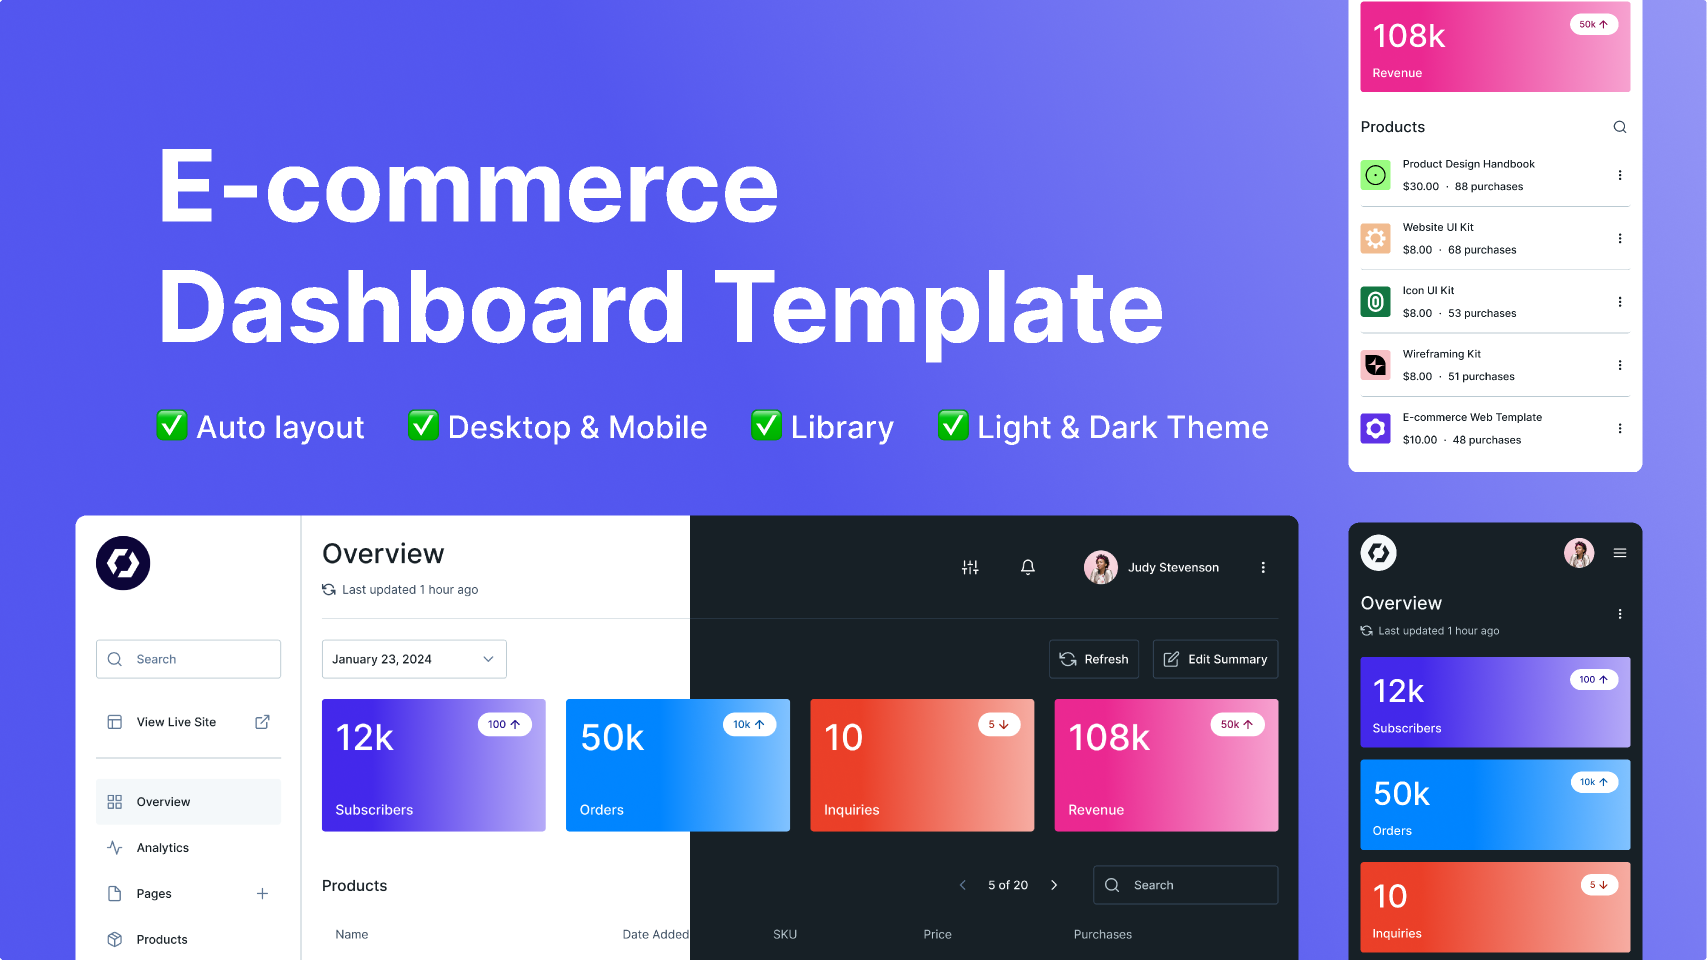 E-commerce
Dashboard Template
✅ Auto layout ✅ Desktop & Mobile ✅ Library ✅ Light & Dark Theme
108k
50k ↑
Revenue
Products
Product Design Handbook
$30.00 · 88 purchases
Website UI Kit
$8.00 · 68 purchases
Icon UI Kit
$8.00 · 53 purchases
Wireframing Kit
$8.00 · 51 purchases
E-commerce Web Template
$10.00 · 48 purchases
Search
View Live Site
Overview
Analytics
Pages
Products
Overview
Last updated 1 hour ago
Judy Stevenson
January 23, 2024
Refresh
Edit Summary
12k
100 ↑
Subscribers
50k
10k ↑
Orders
10
5 ↓
Inquiries
108k
50k ↑
Revenue
Products
5 of 20
Search
Name Date Added SKU Price Purchases
Overview
Last updated 1 hour ago
12k
100 ↑
Subscribers
50k
10k ↑
Orders
10
5 ↓
Inquiries